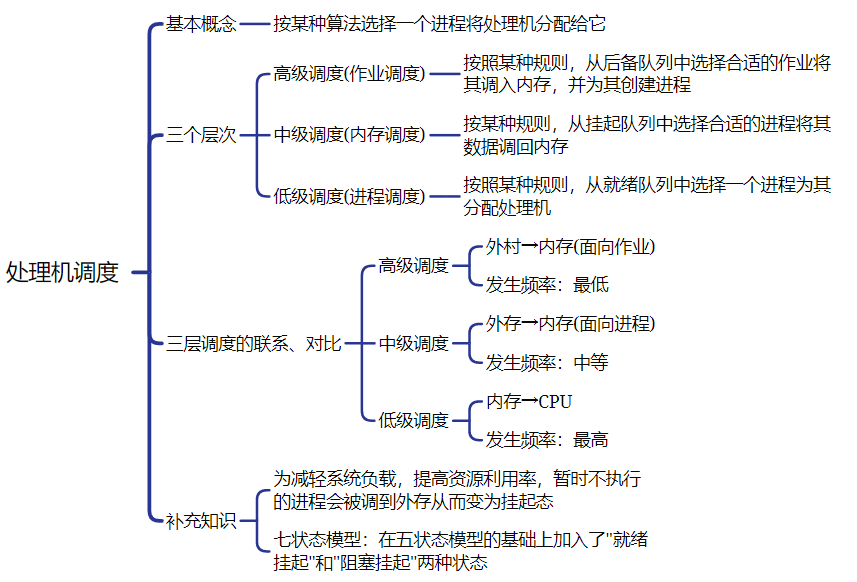 处理机调度
基本概念
按某种算法选择一个进程将处理机分配给它
三个层次
高级调度(作业调度)
按照某种规则，从后备队列中选择合适的作业将
其调入内存，并为其创建进程
中级调度(内存调度)
按某种规则，从挂起队列中选择合适的进程将其
数据调回内存
低级调度(进程调度)
按照某种规则，从就绪队列中选择一个进程为其
分配处理机
三层调度的联系、对比
高级调度
外村→内存(面向作业)
发生频率：最低
中级调度
外存→内存(面向进程)
发生频率：中等
低级调度
内存→CPU
发生频率：最高
补充知识
为减轻系统负载，提高资源利用率，暂时不执行
的进程会被调到外存从而变为挂起态
七状态模型：在五状态模型的基础上加入了"就绪
挂起"和"阻塞挂起"两种状态